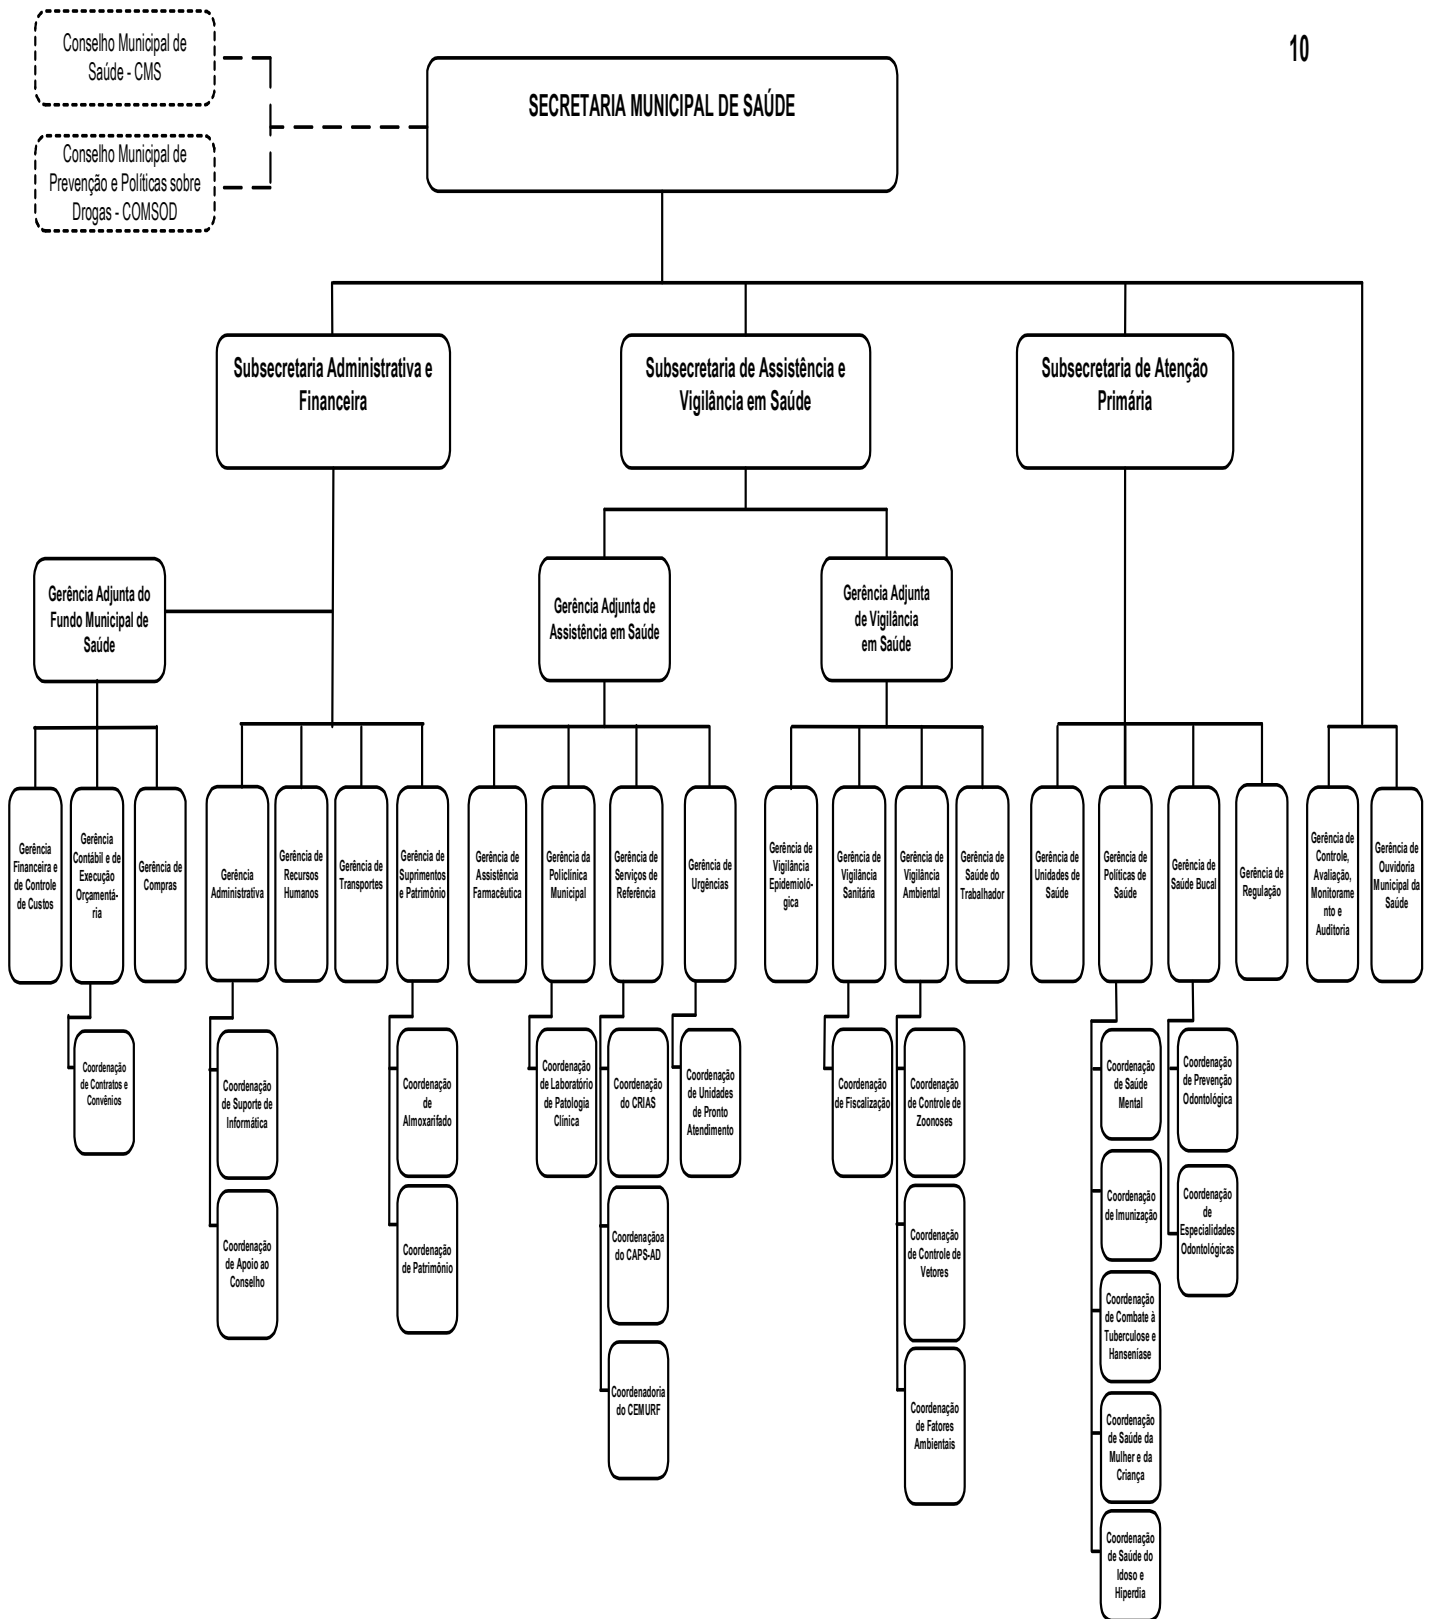 Conselho Municipal de
Saúde - CMS
10
SECRETARIA MUNICIPAL DE SAÚDE
Conselho Municipal de
Prevenção e Políticas sobre
Drogas - COMSOD
Subsecretaria Administrativa e
Financeira
Subsecretaria de Assistência e
Vigilância em Saúde
Subsecretaria de Atenção
Primária
Gerência Adjunta do
Fundo Municipal de
Saúde
Gerência Adjunta de
Assistência em Saúde
Gerência Adjunta
de Vigilância
em Saúde
Gerência
Financeira e
de Controle
de Custos
Gerência
Contábil e de
Execução
Orçamentá-
ria
Gerência de
Compras
Gerência
Administrativa
Gerência de
Recursos
Humanos
Gerência de
Transportes
Gerência de
Suprimentos
e Patrimônio
Gerência de
Assistência
Farmacêutica
Gerência da
Policlínica
Municipal
Gerência de
Serviços de
Referência
Gerência de
Urgências
Gerência de
Vigilância
Epidemioló-
gica
Gerência de
Vigilância
Sanitária
Gerência de
Vigilância
Ambiental
Gerência de
Saúde do
Trabalhador
Gerência de
Unidades de
Saúde
Gerência de
Políticas de
Saúde
Gerência de
Saúde Bucal
Gerência de
Regulação
Gerência de
Controle,
Avaliação,
Monitorame
nto e
Auditoria
Gerência de
Ouvidoria
Municipal da
Saúde
Coordenação
de Contratos e
Convênios
Coordenação
de Suporte de
Informática
Coordenação
de Apoio ao
Conselho
Coordenação
de
Almoxarifado
Coordenação
de Patrimônio
Coordenação
de Laboratório
de Patologia
Clínica
Coordenação
do CRIAS
Coordenaçãoa
do CAPS-AD
Coordenadoria
do CEMURF
Coordenação
de Unidades
de Pronto
Atendimento
Coordenação
de Fiscalização
Coordenação
de Controle de
Zoonoses
Coordenação
de Controle de
Vetores
Coordenação
de Fatores
Ambientais
Coordenação
de Saúde
Mental
Coordenação
de Imunização
Coordenação
de Combate à
Tuberculose e
Hanseníase
Coordenação
de Saúde da
Mulher e da
Criança
Coordenação
de Saúde do
Idoso e
Hiperdia
Coordenação
de Prevenção
Odontológica
Coordenação
de
Especialidades
Odontológicas